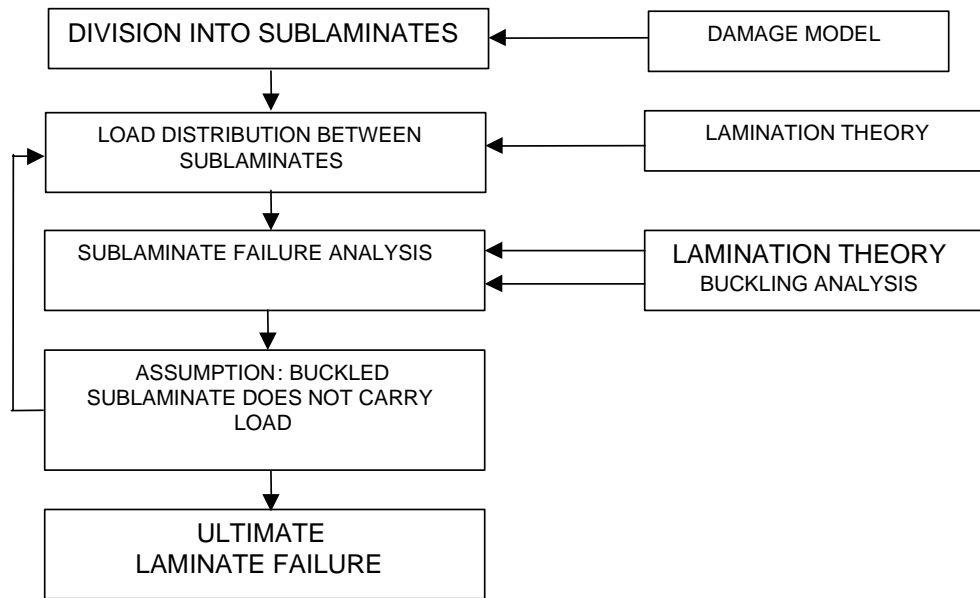 DIVISION INTO SUBLAMINATES
DAMAGE MODEL
LOAD DISTRIBUTION BETWEEN
SUBLAMINATES
LAMINATION THEORY
SUBLAMINATE FAILURE ANALYSIS
LAMINATION THEORY
BUCKLING ANALYSIS
ASSUMPTION: BUCKLED
SUBLAMINATE DOES NOT CARRY
LOAD
ULTIMATE
LAMINATE FAILURE